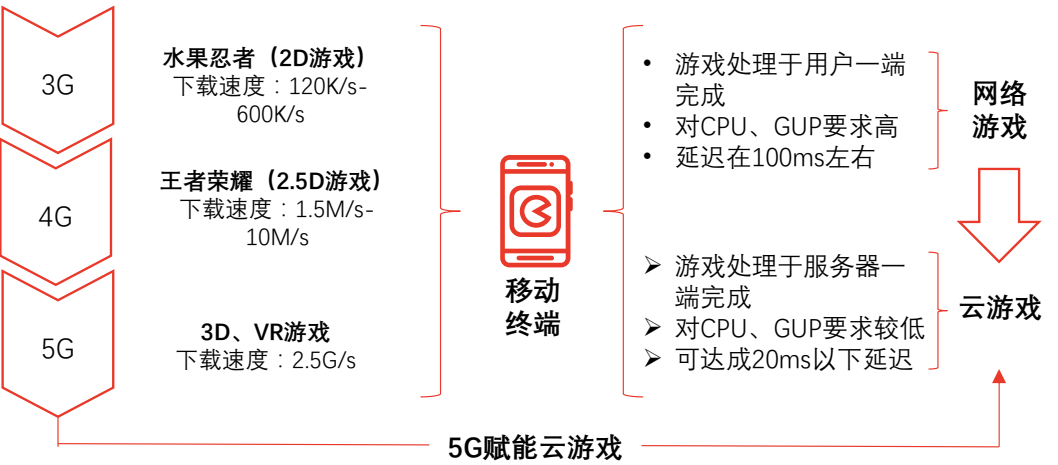 3G
水果忍者（2D游戏）
下载速度：120K/s-
600K/s
4G
王者荣耀（2.5D游戏）
下载速度：1.5M/s-
10M/s
5G
3D、VR游戏
下载速度：2.5G/s
移动
终端
• 游戏处理于用户一端
完成
• 对CPU、GUP要求高
• 延迟在100ms左右
网络
游戏
➢ 游戏处理于服务器一
端完成
➢ 对CPU、GUP要求较低
➢ 可达成20ms以下延迟
云游戏
5G赋能云游戏